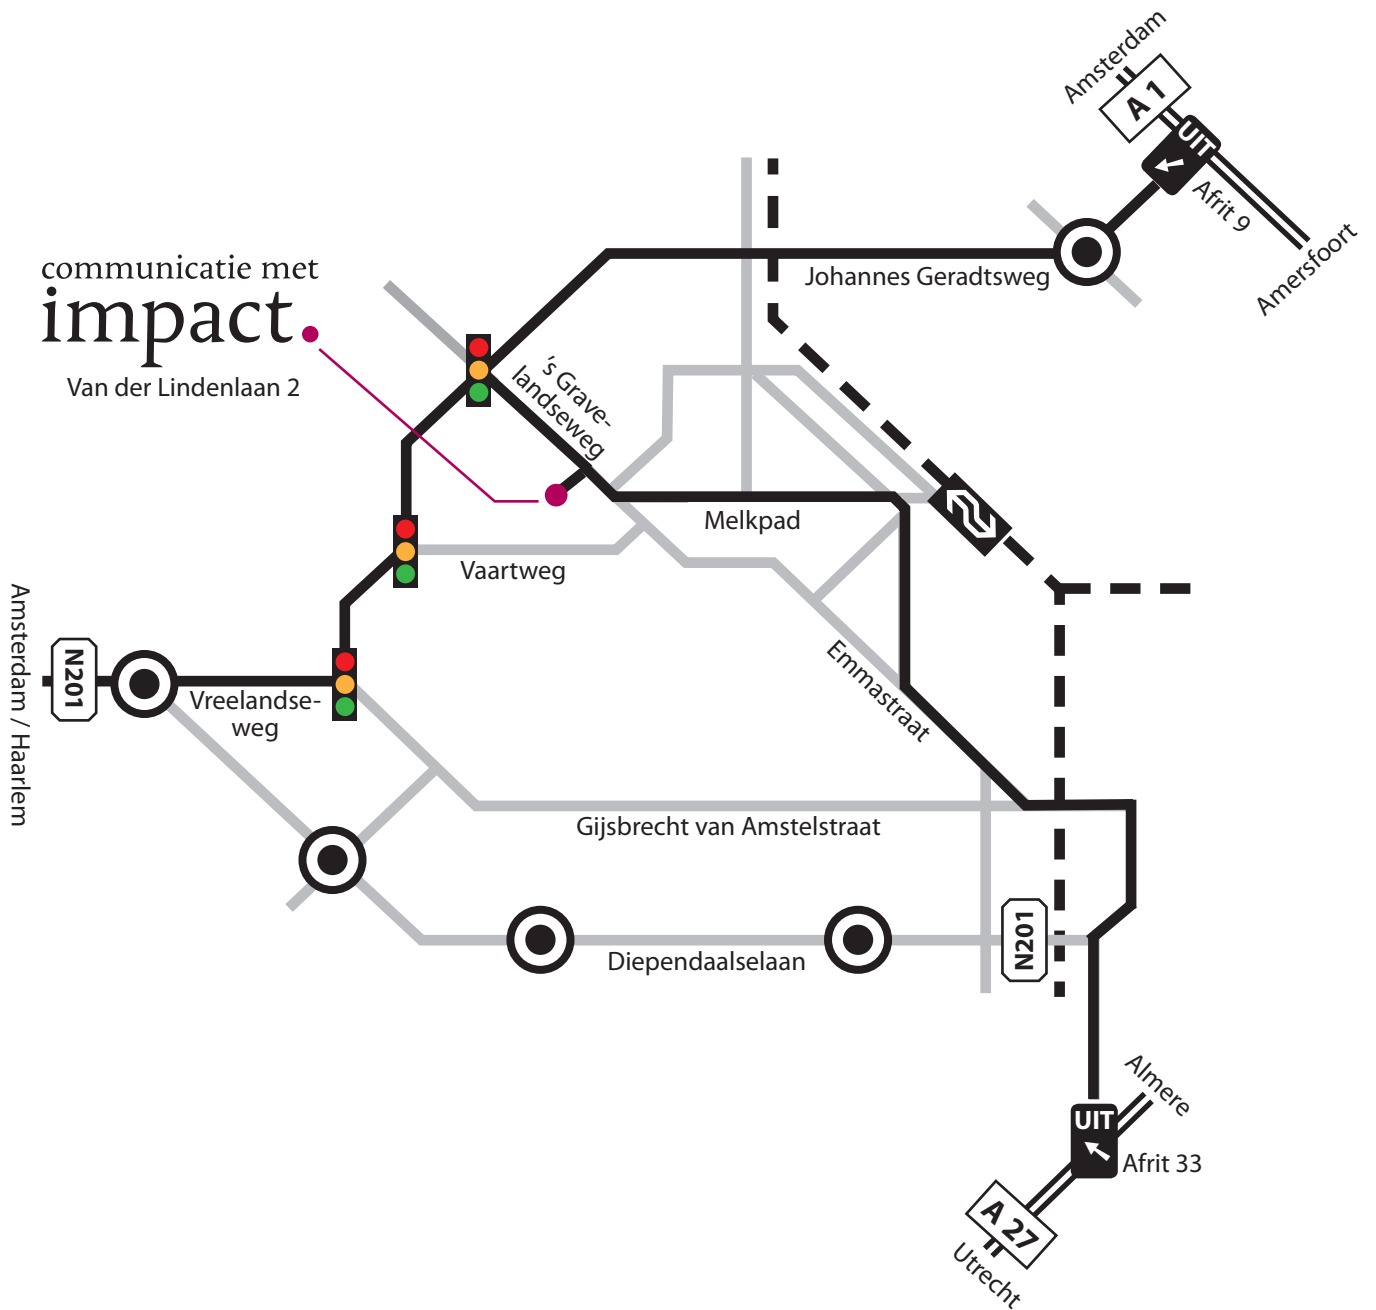 Amsterdam
A 1
UIT
Afrit 9
Amersfoort
communicatie met
impact
Van der Lindenlaan 2
Johannes Geradtsweg
's Grave-
landseweg
Melkpad
Vaartweg
Amsterdam / Haarlem
N201
Vreelandse-
weg
Emmastraat
Gijsbrecht van Amstelstraat
N201
Diependaalselaan
Almere
UIT
Afrit 33
A 27
Utrecht